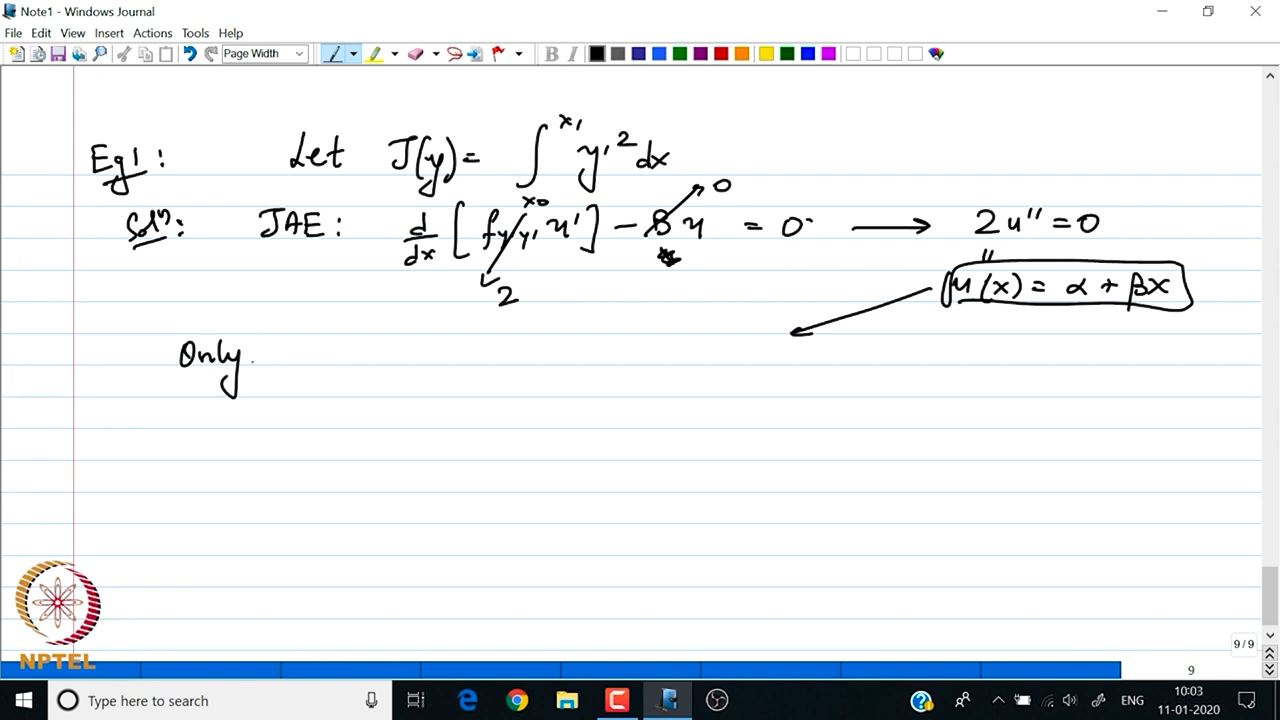 Note1 - Windows Journal
File Edit View Insert Actions Tools Help
Page Width
B I
Eg1: Let J(y) = ∫_{x0}^{x1} y'^2 dx
Soln: JAE: d/dx [f_{y'y'} u'] - B u = 0 → 2u'' = 0
0
2
u(x) = α + βx
Only
NPTEL
9/9
9
Type here to search
ENG
10:03
11-01-2020